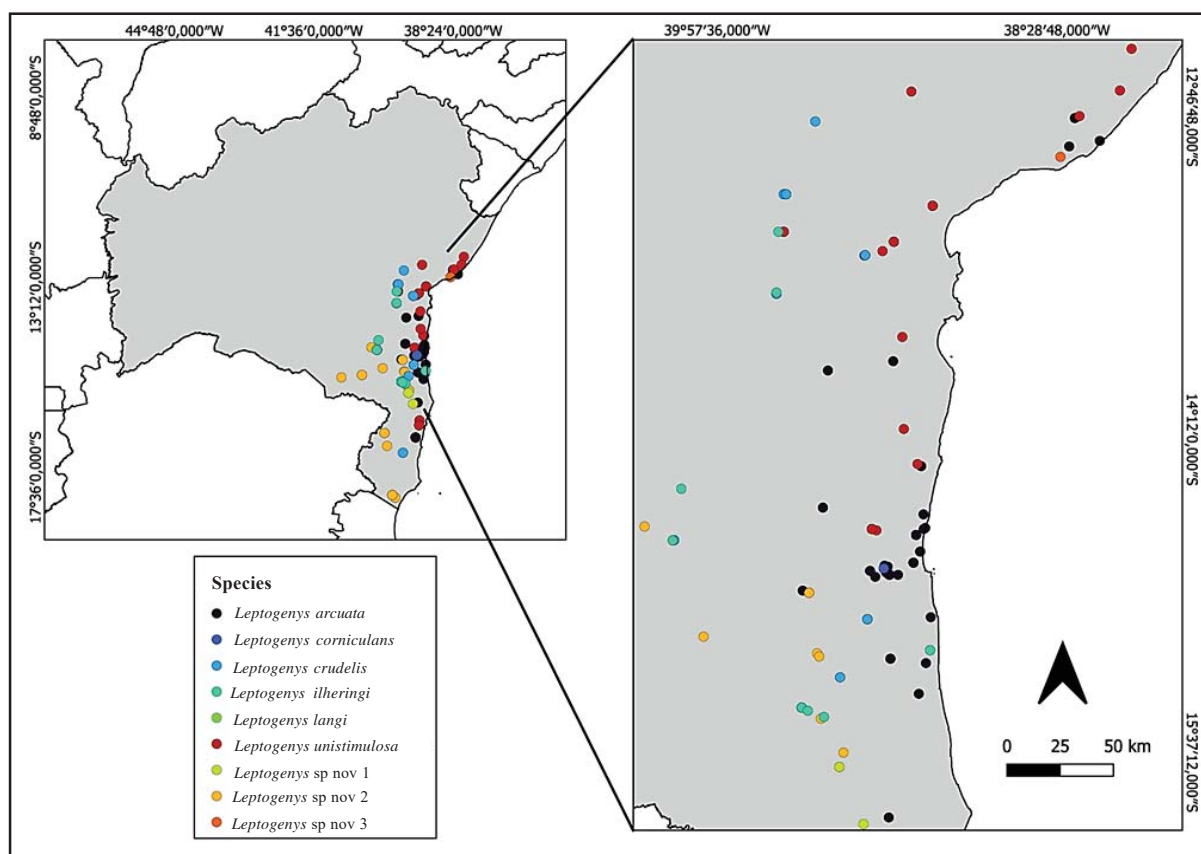 44°48'0,000"W 41°36'0,000"W 38°24'0,000"W
8°48'0,000"S
13°12'0,000"S
17°36'0,000"S
Species
Leptogenys arcuata
Leptogenys corniculans
Leptogenys crudelis
Leptogenys ilheringi
Leptogenys langi
Leptogenys unistimulosa
Leptogenys sp nov 1
Leptogenys sp nov 2
Leptogenys sp nov 3
39°57'36,000"W 38°28'48,000"W
12°46'48,000"S
14°12'0,000"S
15°37'12,000"S
0 25 50 km